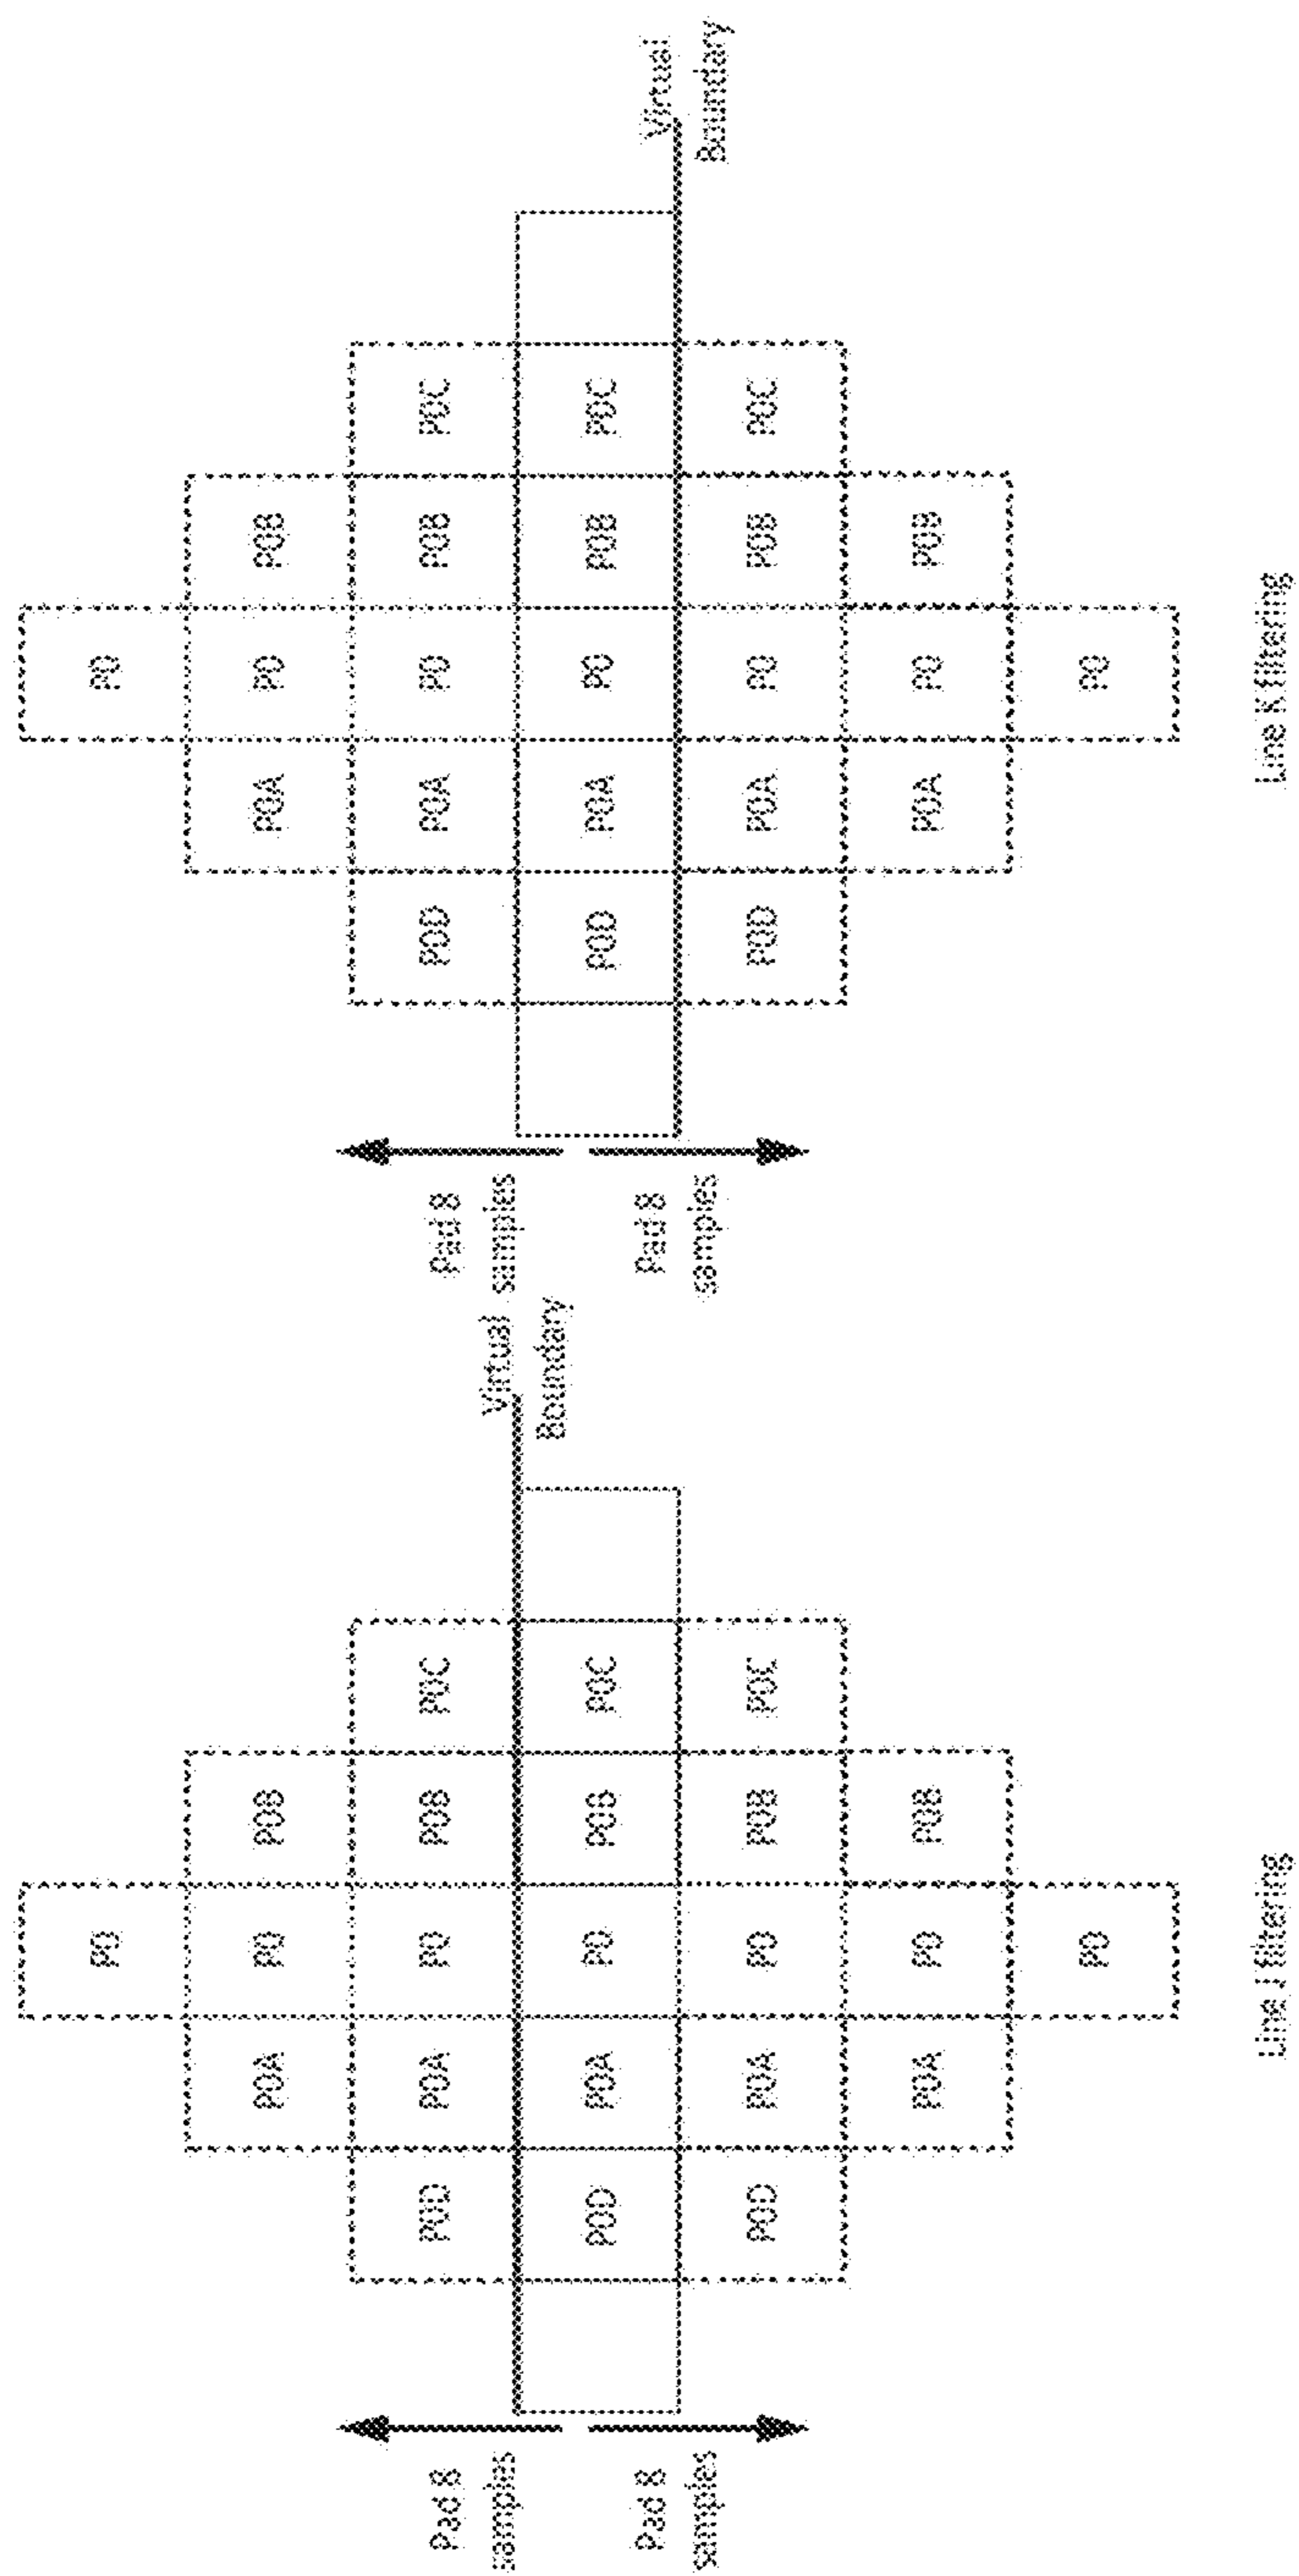 P0
P0A P0 P0B
Pad 8
samples
P0D P0A P0 P0B P0C
Virtual
Boundary
P0D P0A P0 P0B P0C
Pad 8
samples
P0D P0A P0 P0B P0C
P0A P0 P0B
P0
Line J filtering
P0
P0A P0 P0B
Pad 8
samples
P0D P0A P0 P0B P0C
P0D P0A P0 P0B P0C
Virtual
Boundary
Pad 8
samples
P0D P0A P0 P0B P0C
P0A P0 P0B
P0
Line K filtering